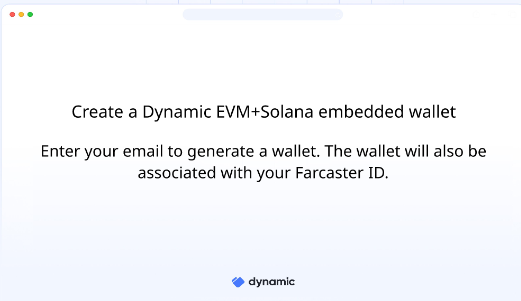 Create a Dynamic EVM+Solana embedded wallet
Enter your email to generate a wallet. The wallet will also be
associated with your Farcaster ID.
dynamic